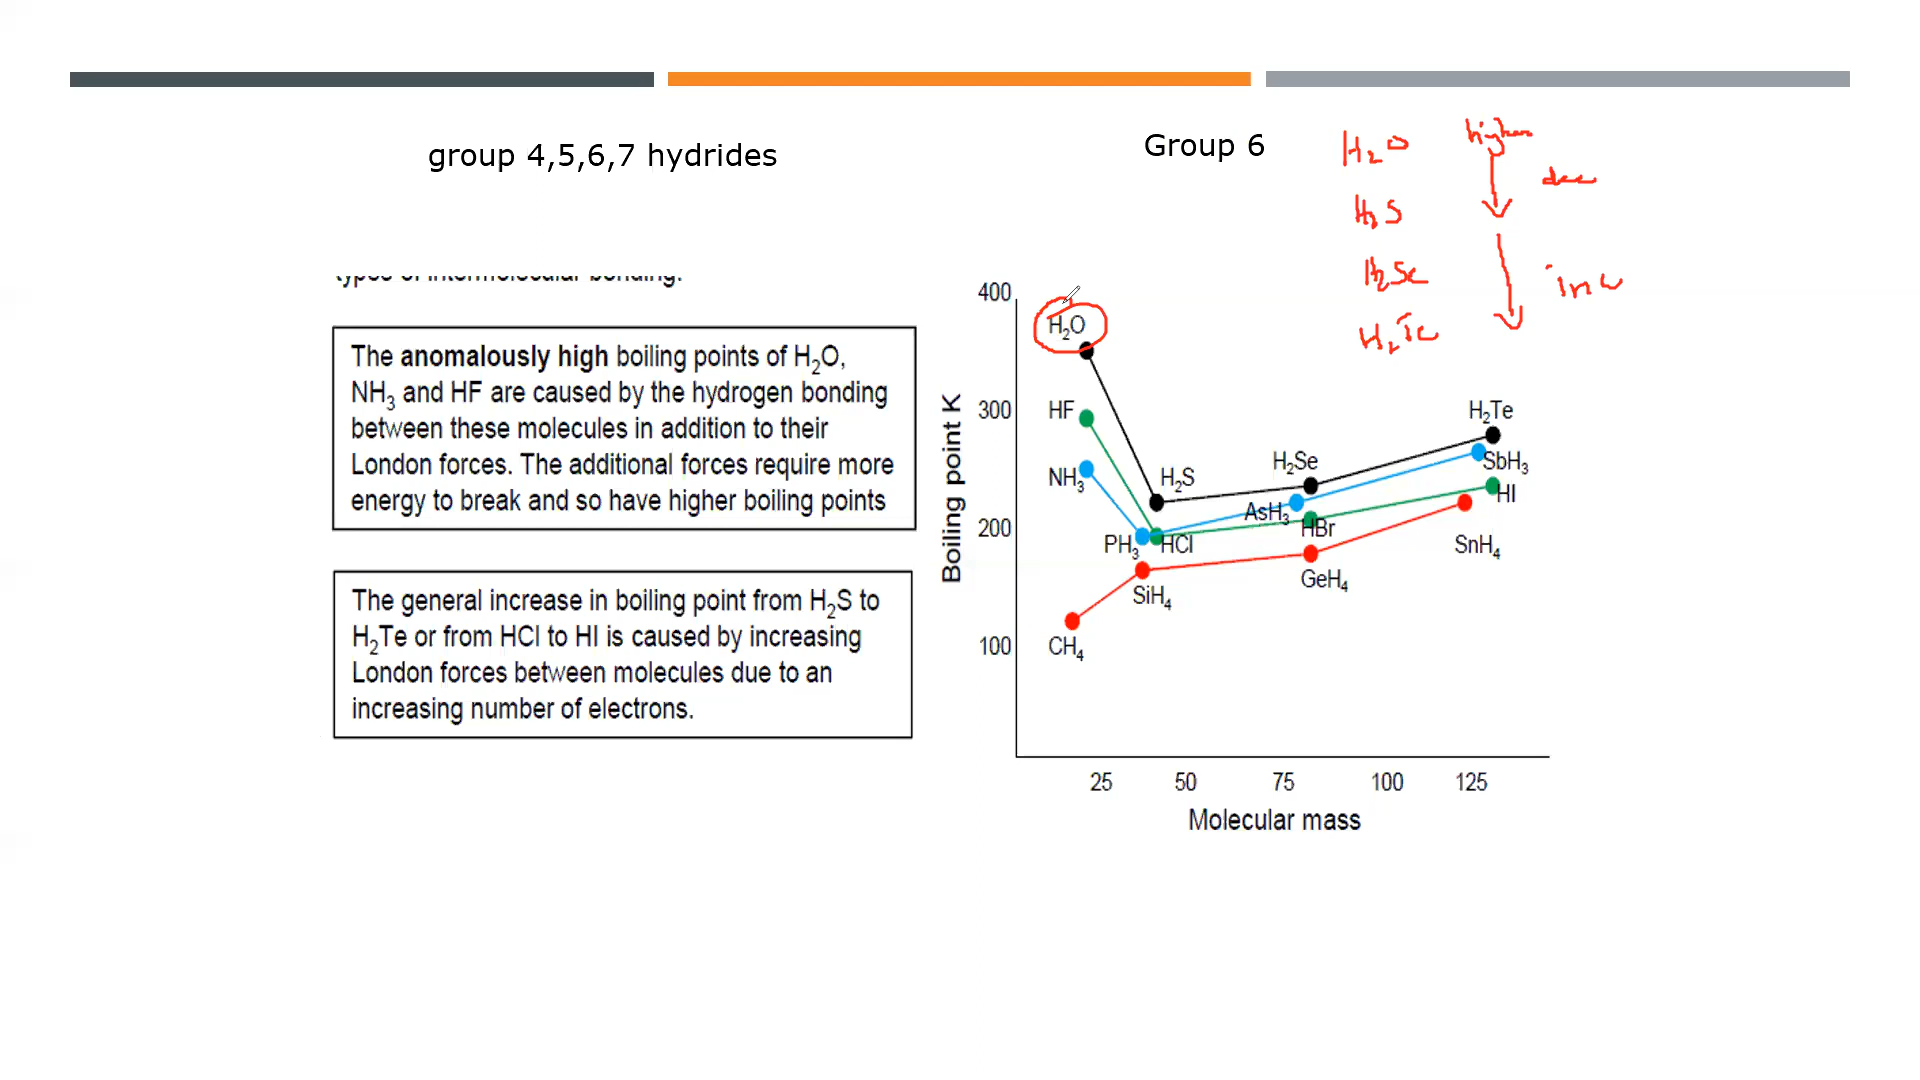 group 4,5,6,7 hydrides
Group 6
H₂O
H₂S
H₂Se
H₂Te
higher
dec
inc
types of intermolecular bonding.
The anomalously high boiling points of H₂O,
NH₃ and HF are caused by the hydrogen bonding
between these molecules in addition to their
London forces. The additional forces require more
energy to break and so have higher boiling points
The general increase in boiling point from H₂S to
H₂Te or from HCl to HI is caused by increasing
London forces between molecules due to an
increasing number of electrons.
Boiling point K
400
300
200
100
H₂O
HF
NH₃
H₂S
H₂Se
H₂Te
SbH₃
HI
AsH₃
HBr
PH₃
HCl
SnH₄
GeH₄
SiH₄
CH₄
25 50 75 100 125
Molecular mass